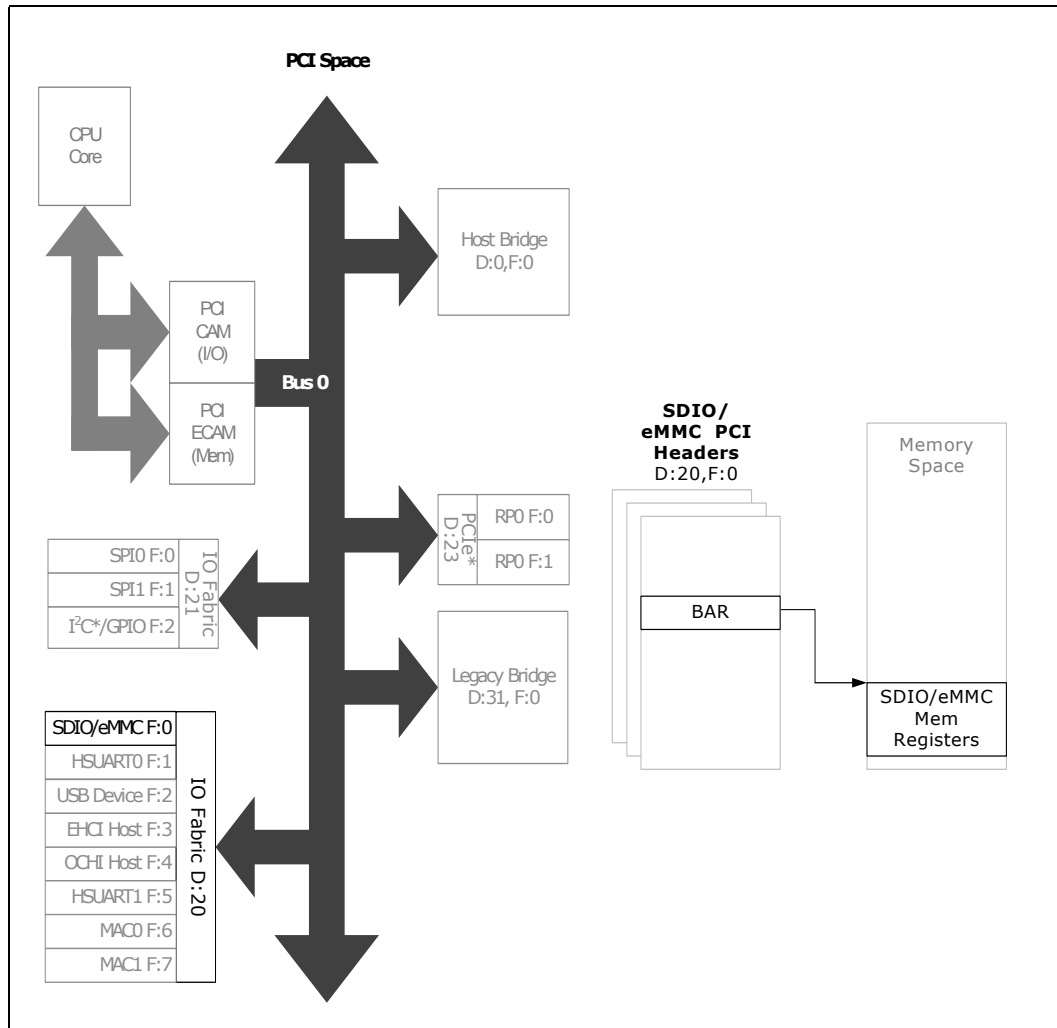 PCI Space
CPU
Core
Host Bridge
D:0,F:0
PCI
CAM
(I/O)
Bus 0
PCI
ECAM
(Mem)
SDIO/
eMMC PCI
Headers
D:20,F:0
Memory
Space
PCIe*
D:23
RP0 F:0
RP0 F:1
SPI0 F:0
SPI1 F:1
I²C*/GPIO F:2
IO Fabric
D:21
BAR
Legacy Bridge
D:31, F:0
SDIO/eMMC
Mem
Registers
SDIO/eMMC F:0
HSUART0 F:1
USB Device F:2
EHCI Host F:3
OCHI Host F:4
HSUART1 F:5
MAC0 F:6
MAC1 F:7
IO Fabric D:20